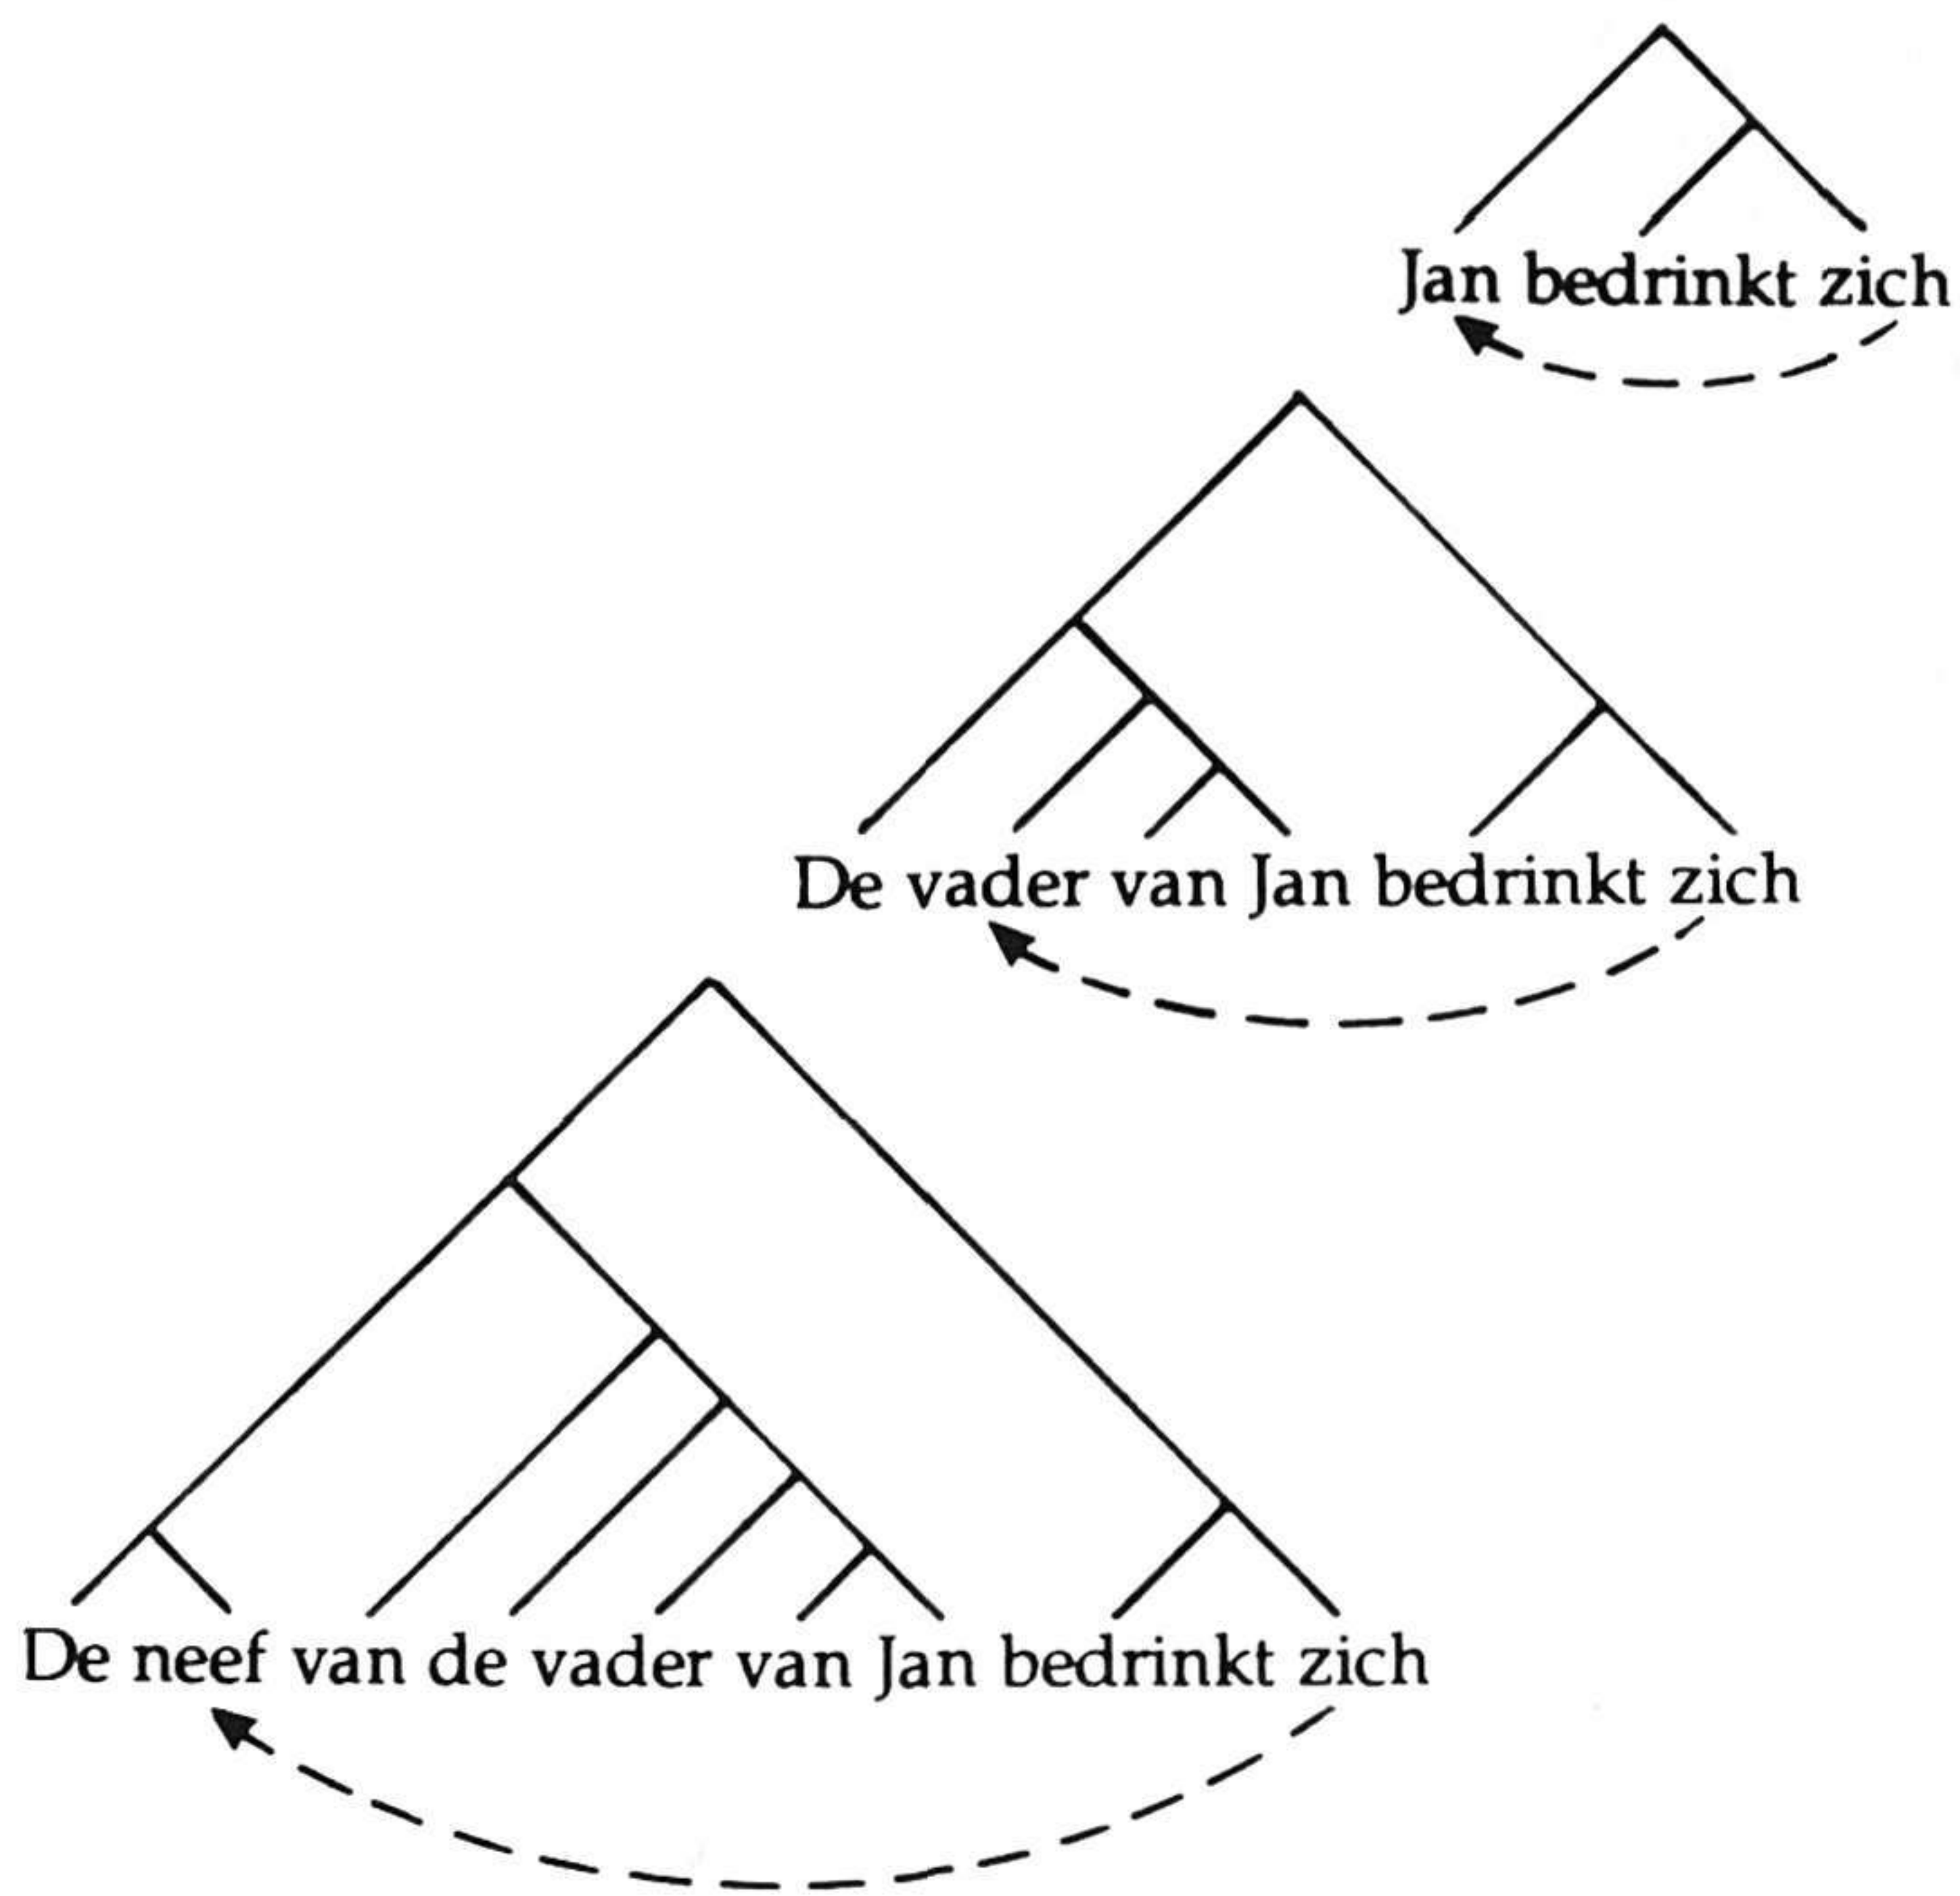 Jan bedrinkt zich
De vader van Jan bedrinkt zich
De neef van de vader van Jan bedrinkt zich